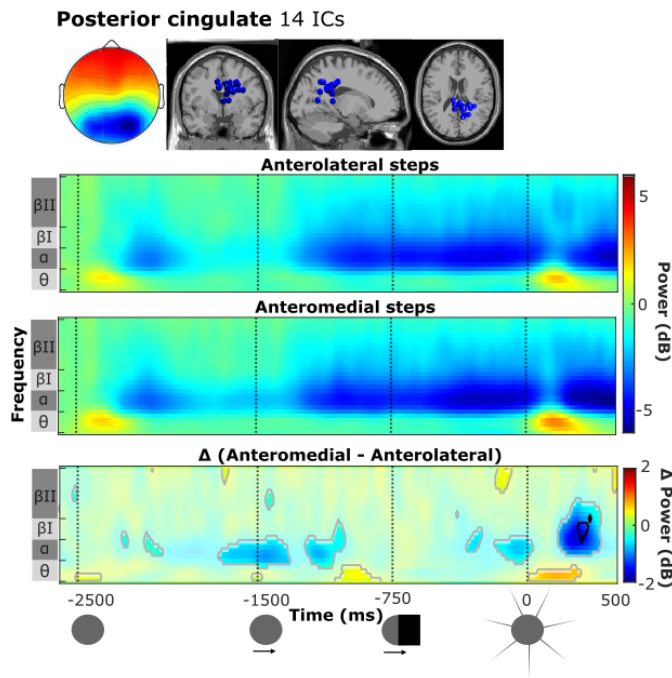 Posterior cingulate 14 ICs
Anterolateral steps
βII
βI
α
θ
Anteromedial steps
βII
βI
α
θ
Frequency
5
0
-5
Power (dB)
Δ (Anteromedial - Anterolateral)
βII
βI
α
θ
2
0
-2
Δ Power (dB)
-2500
-1500
-750
0
500
Time (ms)